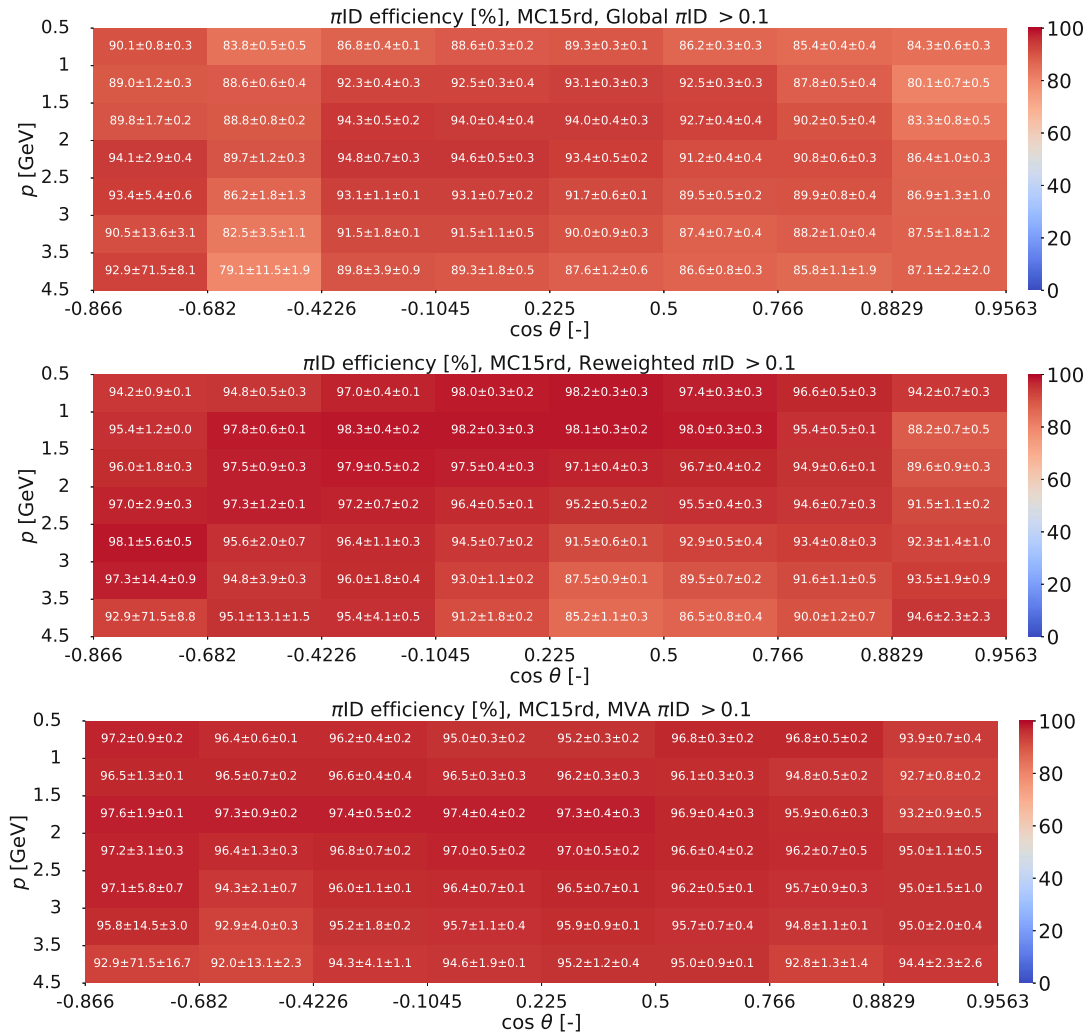 πID efficiency [%], MC15rd, Global πID > 0.1
0.5
90.1±0.8±0.3 83.8±0.5±0.5 86.8±0.4±0.1 88.6±0.3±0.2 89.3±0.3±0.1 86.2±0.3±0.3 85.4±0.4±0.4 84.3±0.6±0.3
1
89.0±1.2±0.3 88.6±0.6±0.4 92.3±0.4±0.3 92.5±0.3±0.4 93.1±0.3±0.3 92.5±0.3±0.3 87.8±0.5±0.4 80.1±0.7±0.5
1.5
89.8±1.7±0.2 88.8±0.8±0.2 94.3±0.5±0.2 94.0±0.4±0.4 94.0±0.4±0.3 92.7±0.4±0.4 90.2±0.5±0.4 83.3±0.8±0.5
2
94.1±2.9±0.4 89.7±1.2±0.3 94.8±0.7±0.3 94.6±0.5±0.3 93.4±0.5±0.2 91.2±0.4±0.4 90.8±0.6±0.3 86.4±1.0±0.3
2.5
93.4±5.4±0.6 86.2±1.8±1.3 93.1±1.1±0.1 93.1±0.7±0.2 91.7±0.6±0.1 89.5±0.5±0.2 89.9±0.8±0.4 86.9±1.3±1.0
3
90.5±13.6±3.1 82.5±3.5±1.1 91.5±1.8±0.1 91.5±1.1±0.5 90.0±0.9±0.3 87.4±0.7±0.4 88.2±1.0±0.4 87.5±1.8±1.2
3.5
92.9±71.5±8.1 79.1±11.5±1.9 89.8±3.9±0.9 89.3±1.8±0.5 87.6±1.2±0.6 86.6±0.8±0.3 85.8±1.1±1.9 87.1±2.2±2.0
4.5
p [GeV]
-0.866 -0.682 -0.4226 -0.1045 0.225 0.5 0.766 0.8829 0.9563
cos θ [-]
100
80
60
40
20
0
πID efficiency [%], MC15rd, Reweighted πID > 0.1
0.5
94.2±0.9±0.1 94.8±0.5±0.3 97.0±0.4±0.1 98.0±0.3±0.2 98.2±0.3±0.3 97.4±0.3±0.3 96.6±0.5±0.3 94.2±0.7±0.3
1
95.4±1.2±0.0 97.8±0.6±0.1 98.3±0.4±0.2 98.2±0.3±0.3 98.1±0.3±0.2 98.0±0.3±0.3 95.4±0.5±0.1 88.2±0.7±0.5
1.5
96.0±1.8±0.3 97.5±0.9±0.3 97.9±0.5±0.2 97.5±0.4±0.3 97.1±0.4±0.3 96.7±0.4±0.2 94.9±0.6±0.1 89.6±0.9±0.3
2
97.0±2.9±0.3 97.3±1.2±0.1 97.2±0.7±0.2 96.4±0.5±0.1 95.2±0.5±0.2 95.5±0.4±0.3 94.6±0.7±0.3 91.5±1.1±0.2
2.5
98.1±5.6±0.5 95.6±2.0±0.7 96.4±1.1±0.3 94.5±0.7±0.2 91.5±0.6±0.1 92.9±0.5±0.4 93.4±0.8±0.3 92.3±1.4±1.0
3
97.3±14.4±0.9 94.8±3.9±0.3 96.0±1.8±0.4 93.0±1.1±0.2 87.5±0.9±0.1 89.5±0.7±0.2 91.6±1.1±0.5 93.5±1.9±0.9
3.5
92.9±71.5±8.8 95.1±13.1±1.5 95.4±4.1±0.5 91.2±1.8±0.2 85.2±1.1±0.3 86.5±0.8±0.4 90.0±1.2±0.7 94.6±2.3±2.3
4.5
p [GeV]
-0.866 -0.682 -0.4226 -0.1045 0.225 0.5 0.766 0.8829 0.9563
cos θ [-]
100
80
60
40
20
0
πID efficiency [%], MC15rd, MVA πID > 0.1
0.5
97.2±0.9±0.2 96.4±0.6±0.1 96.2±0.4±0.2 95.0±0.3±0.2 95.2±0.3±0.2 96.8±0.3±0.2 96.8±0.5±0.2 93.9±0.7±0.4
1
96.5±1.3±0.1 96.5±0.7±0.2 96.6±0.4±0.4 96.5±0.3±0.3 96.2±0.3±0.3 96.1±0.3±0.3 94.8±0.5±0.2 92.7±0.8±0.2
1.5
97.6±1.9±0.1 97.3±0.9±0.2 97.4±0.5±0.2 97.4±0.4±0.2 97.3±0.4±0.3 96.9±0.4±0.3 95.9±0.6±0.3 93.2±0.9±0.5
2
97.2±3.1±0.3 96.4±1.3±0.3 96.8±0.7±0.2 97.0±0.5±0.2 97.0±0.5±0.2 96.6±0.4±0.2 96.2±0.7±0.5 95.0±1.1±0.5
2.5
97.1±5.8±0.7 94.3±2.1±0.7 96.0±1.1±0.1 96.4±0.7±0.1 96.5±0.7±0.1 96.2±0.5±0.1 95.7±0.9±0.3 95.0±1.5±1.0
3
95.8±14.5±3.0 92.9±4.0±0.3 95.2±1.8±0.2 95.7±1.1±0.4 95.9±0.9±0.1 95.7±0.7±0.4 94.8±1.1±0.1 95.0±2.0±0.4
3.5
92.9±71.5±16.7 92.0±13.1±2.3 94.3±4.1±1.1 94.6±1.9±0.1 95.2±1.2±0.4 95.0±0.9±0.1 92.8±1.3±1.4 94.4±2.3±2.6
4.5
p [GeV]
-0.866 -0.682 -0.4226 -0.1045 0.225 0.5 0.766 0.8829 0.9563
cos θ [-]
100
80
60
40
20
0